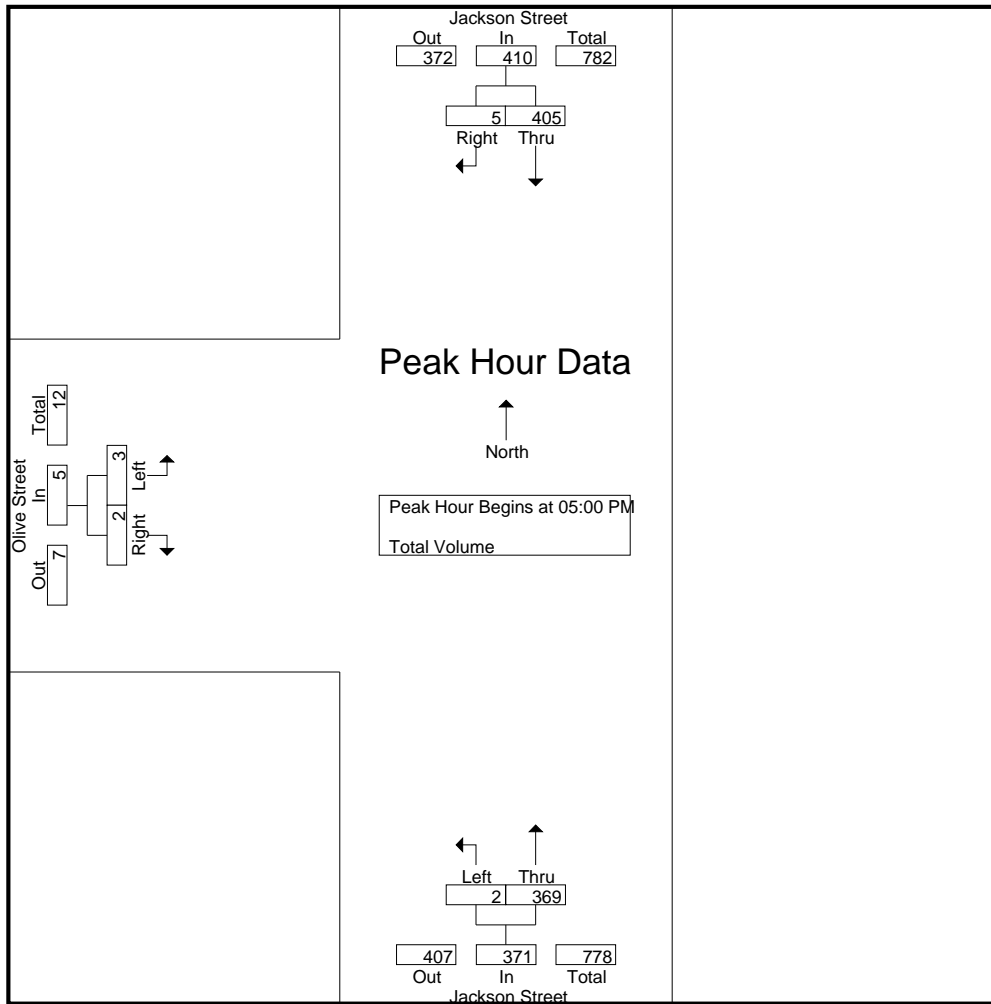 Jackson Street
Out In Total
372 410 782
5 405
Right Thru
Peak Hour Data
North
Peak Hour Begins at 05:00 PM
Total Volume
Olive Street
Out In Total
7 5 12
2 3
Right Left
Left Thru
2 369
407 371 778
Out In Total
Jackson Street